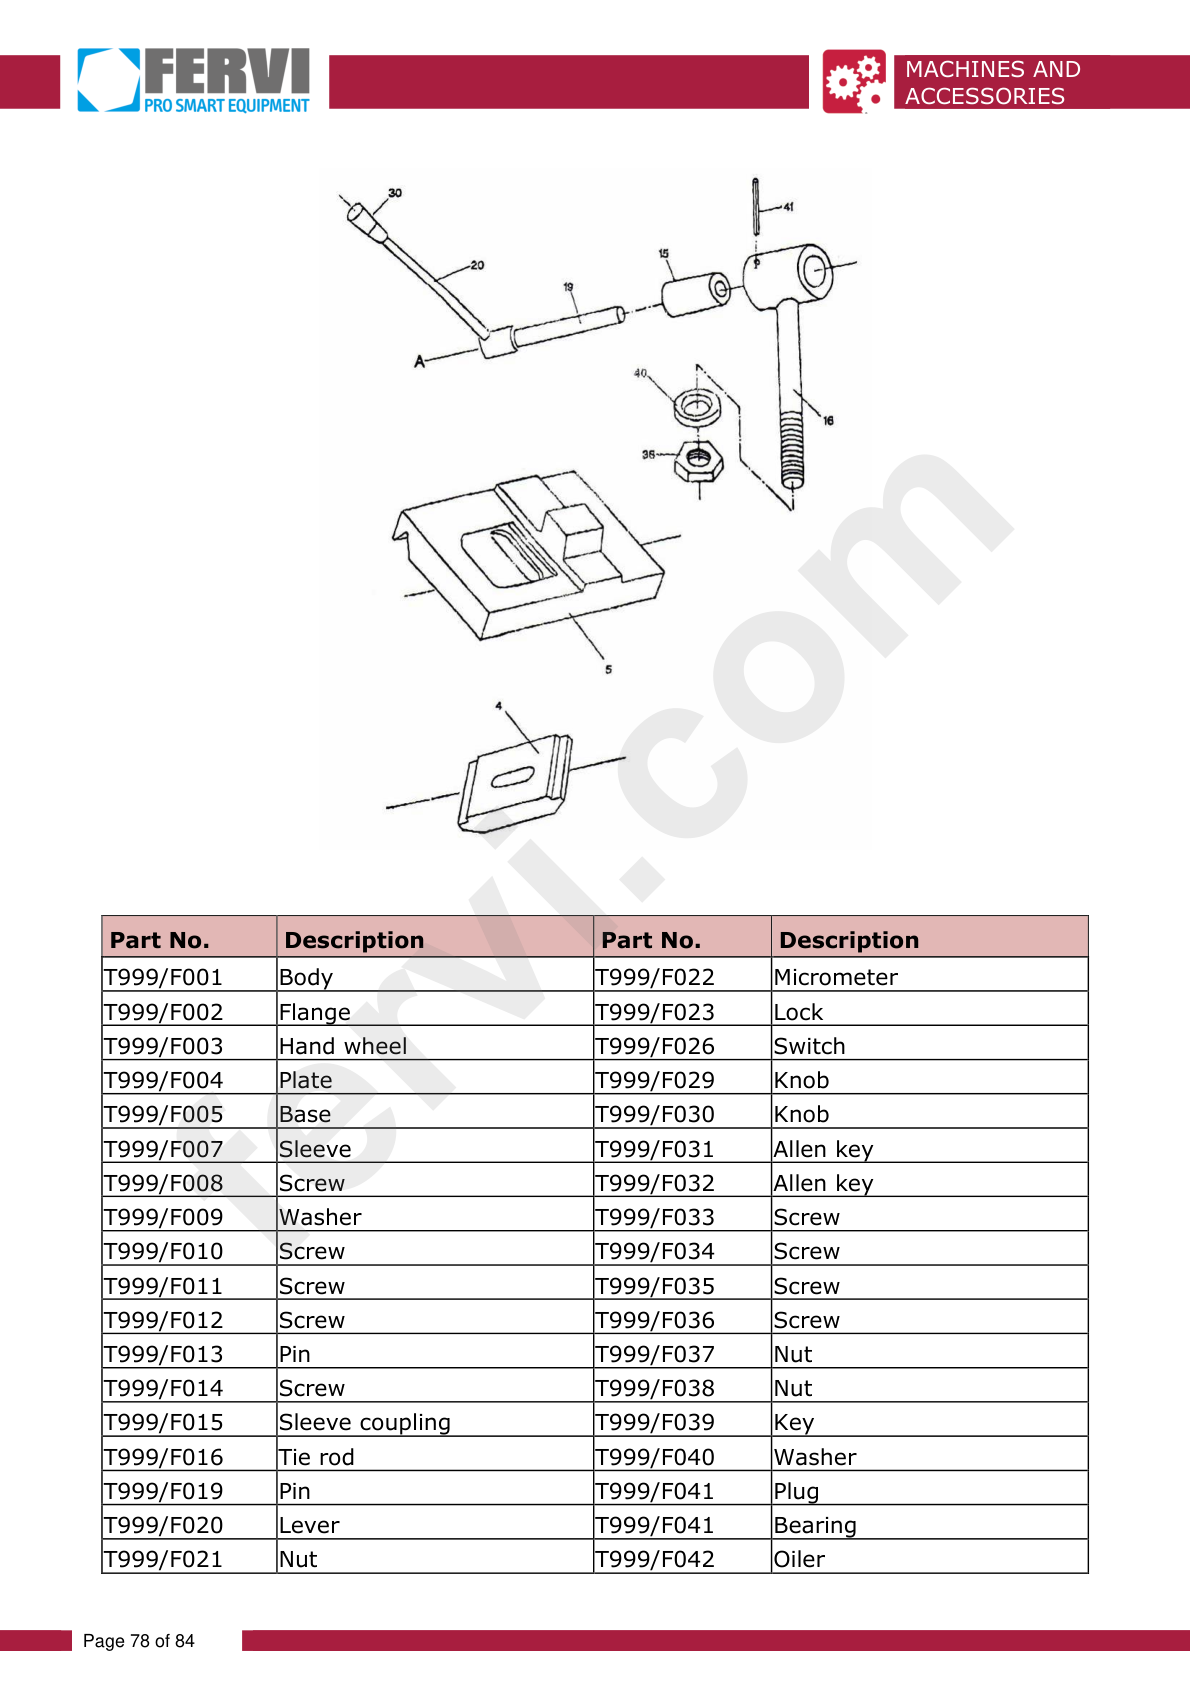 FERVI
PRO SMART EQUIPMENT
MACHINES AND
ACCESSORIES
30
41
20
15
19
A
40
16
36
5
4
fervi.com
Part No. Description Part No. Description
T999/F001 Body T999/F022 Micrometer
T999/F002 Flange T999/F023 Lock
T999/F003 Hand wheel T999/F026 Switch
T999/F004 Plate T999/F029 Knob
T999/F005 Base T999/F030 Knob
T999/F007 Sleeve T999/F031 Allen key
T999/F008 Screw T999/F032 Allen key
T999/F009 Washer T999/F033 Screw
T999/F010 Screw T999/F034 Screw
T999/F011 Screw T999/F035 Screw
T999/F012 Screw T999/F036 Screw
T999/F013 Pin T999/F037 Nut
T999/F014 Screw T999/F038 Nut
T999/F015 Sleeve coupling T999/F039 Key
T999/F016 Tie rod T999/F040 Washer
T999/F019 Pin T999/F041 Plug
T999/F020 Lever T999/F041 Bearing
T999/F021 Nut T999/F042 Oiler
Page 78 of 84